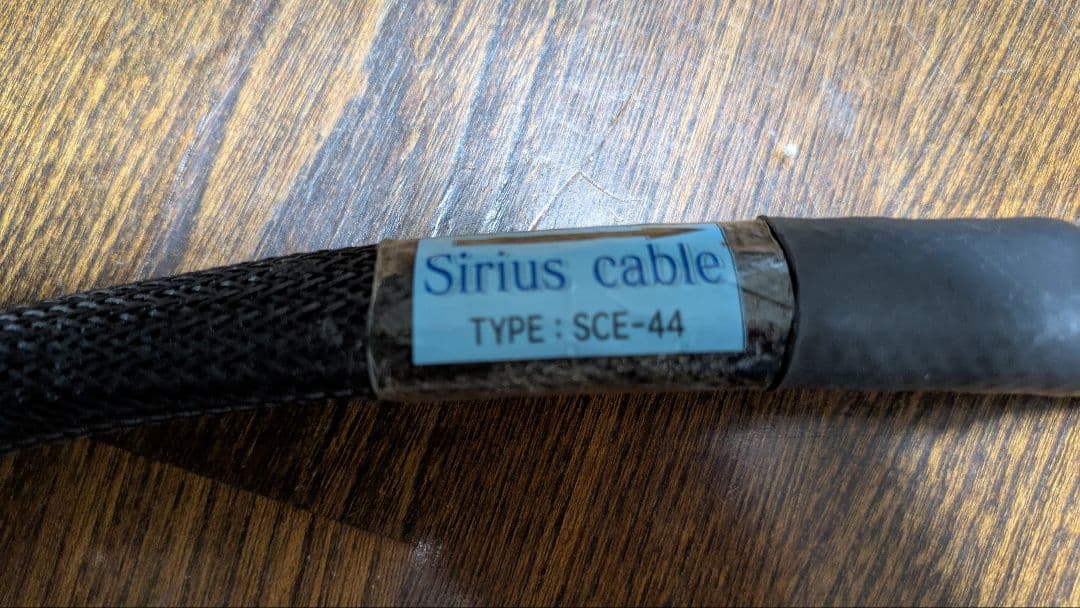 Sirius cable
TYPE : SCE-44